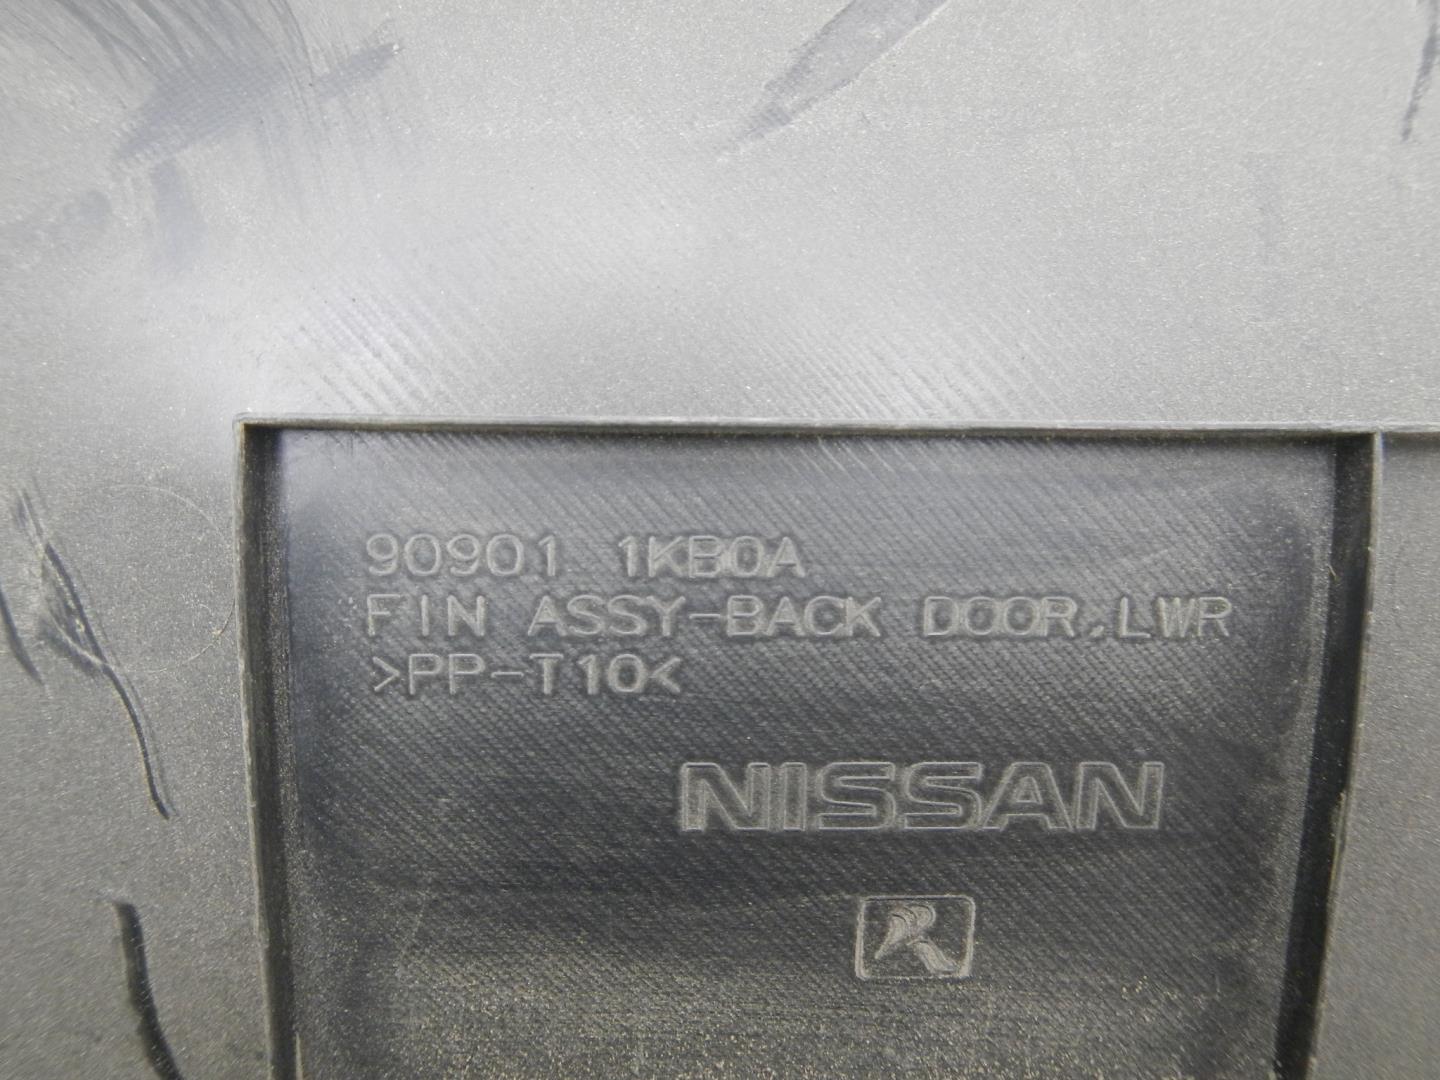 90901 1KB0A
FIN ASSY-BACK DOOR,LWR
>PP-T10<
NISSAN